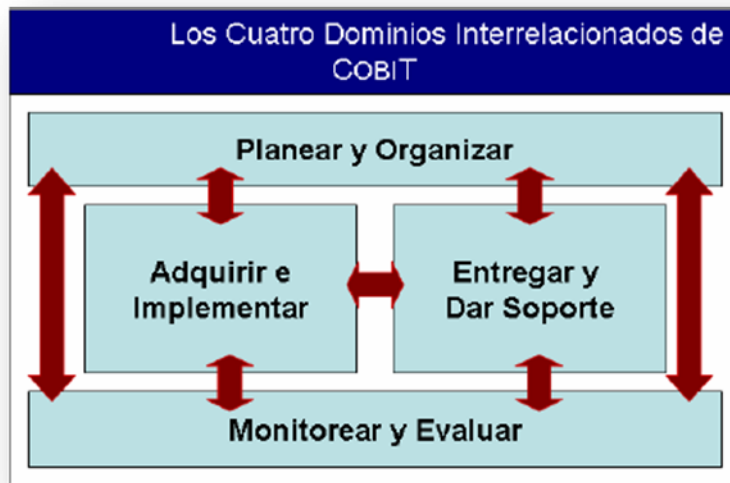 Los Cuatro Dominios Interrelacionados de
COBIT
Planear y Organizar
Adquirir e
Implementar
Entregar y
Dar Soporte
Monitorear y Evaluar